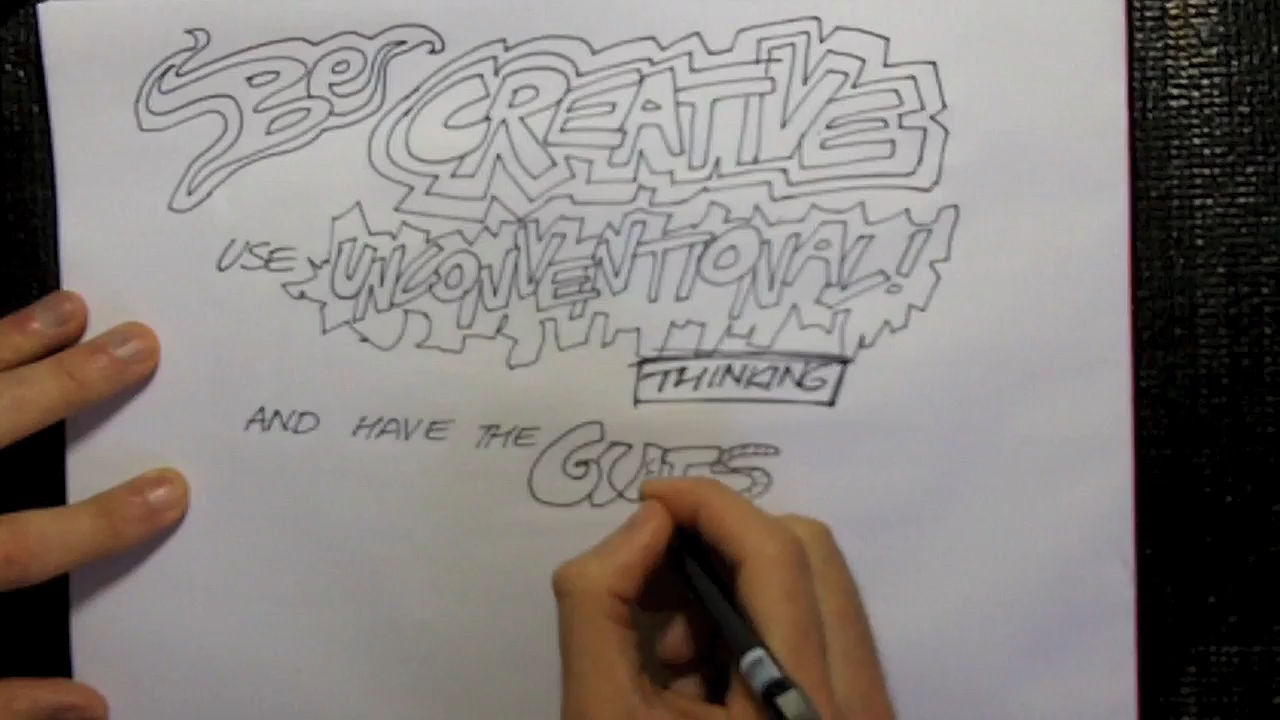 Be CREATIVE
USE UNCONVENTIONAL!
THINKING
AND HAVE THE GUTS